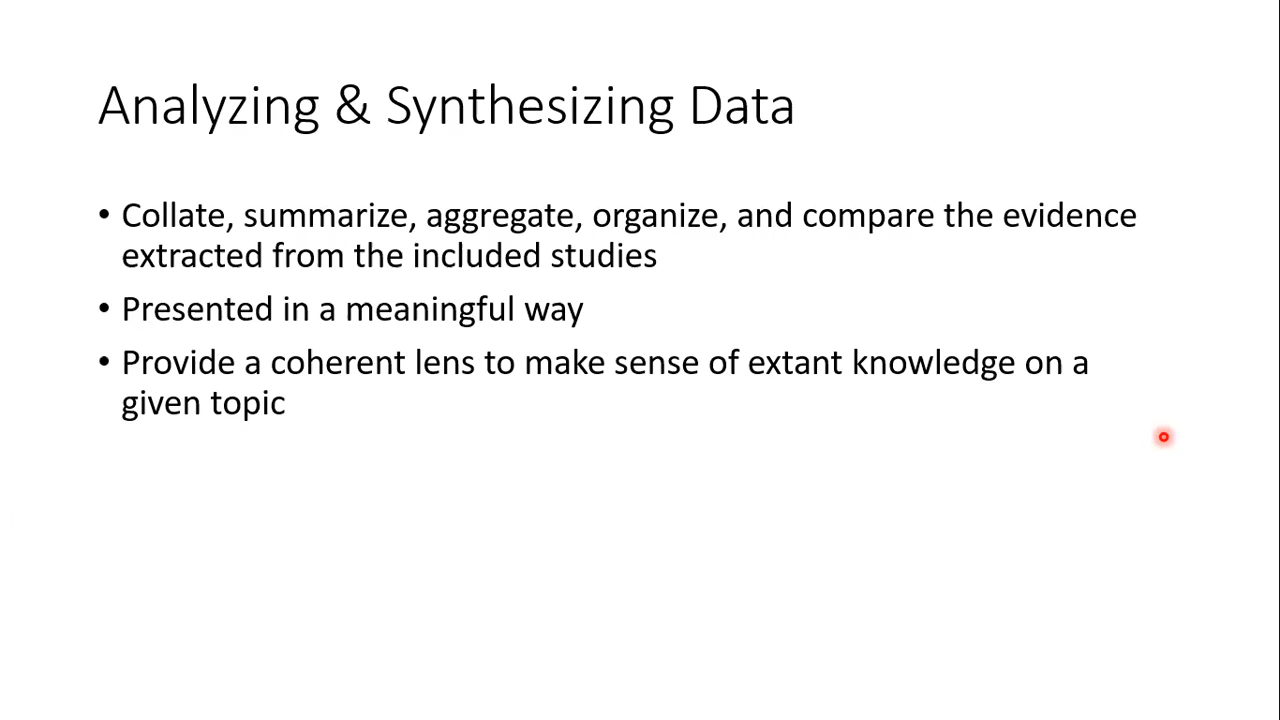 Analyzing & Synthesizing Data
• Collate, summarize, aggregate, organize, and compare the evidence
extracted from the included studies
• Presented in a meaningful way
• Provide a coherent lens to make sense of extant knowledge on a
given topic